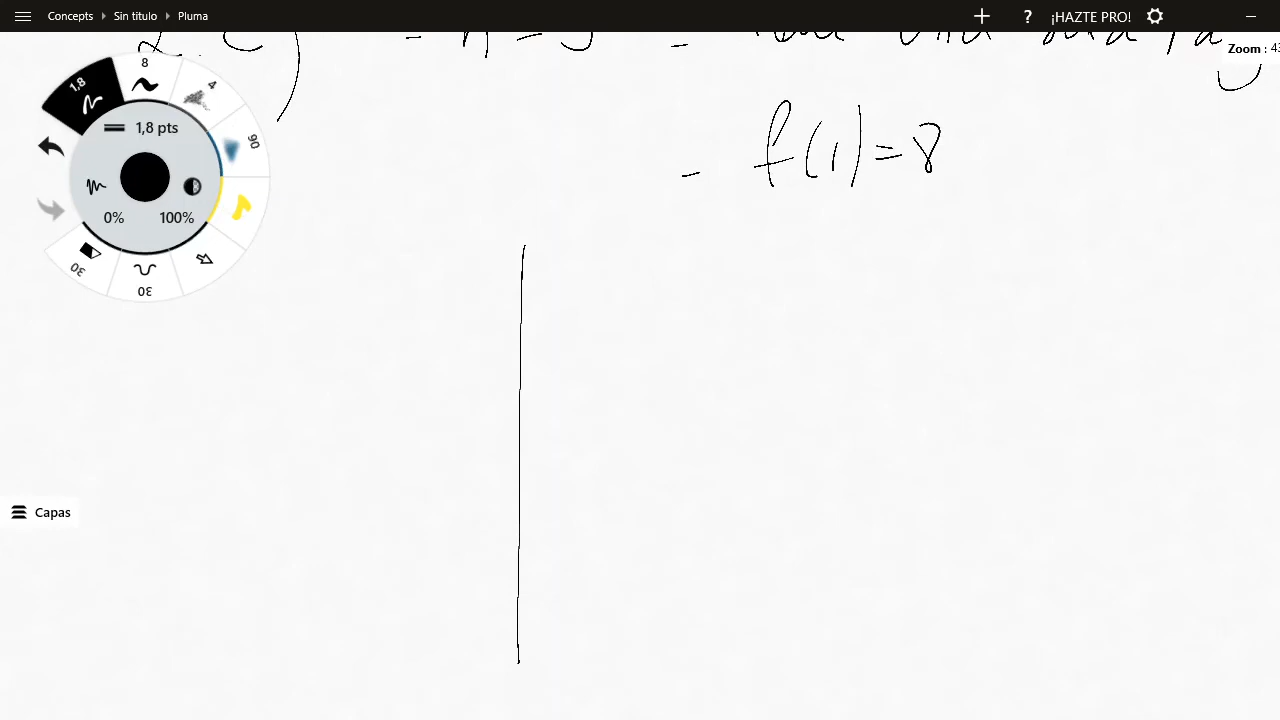 Concepts › Sin título › Pluma
? ¡HAZTE PRO!
Zoom : 43
8
1,8
4
90
1,8 pts
0% 100%
30
30
- f(1)=8
Capas